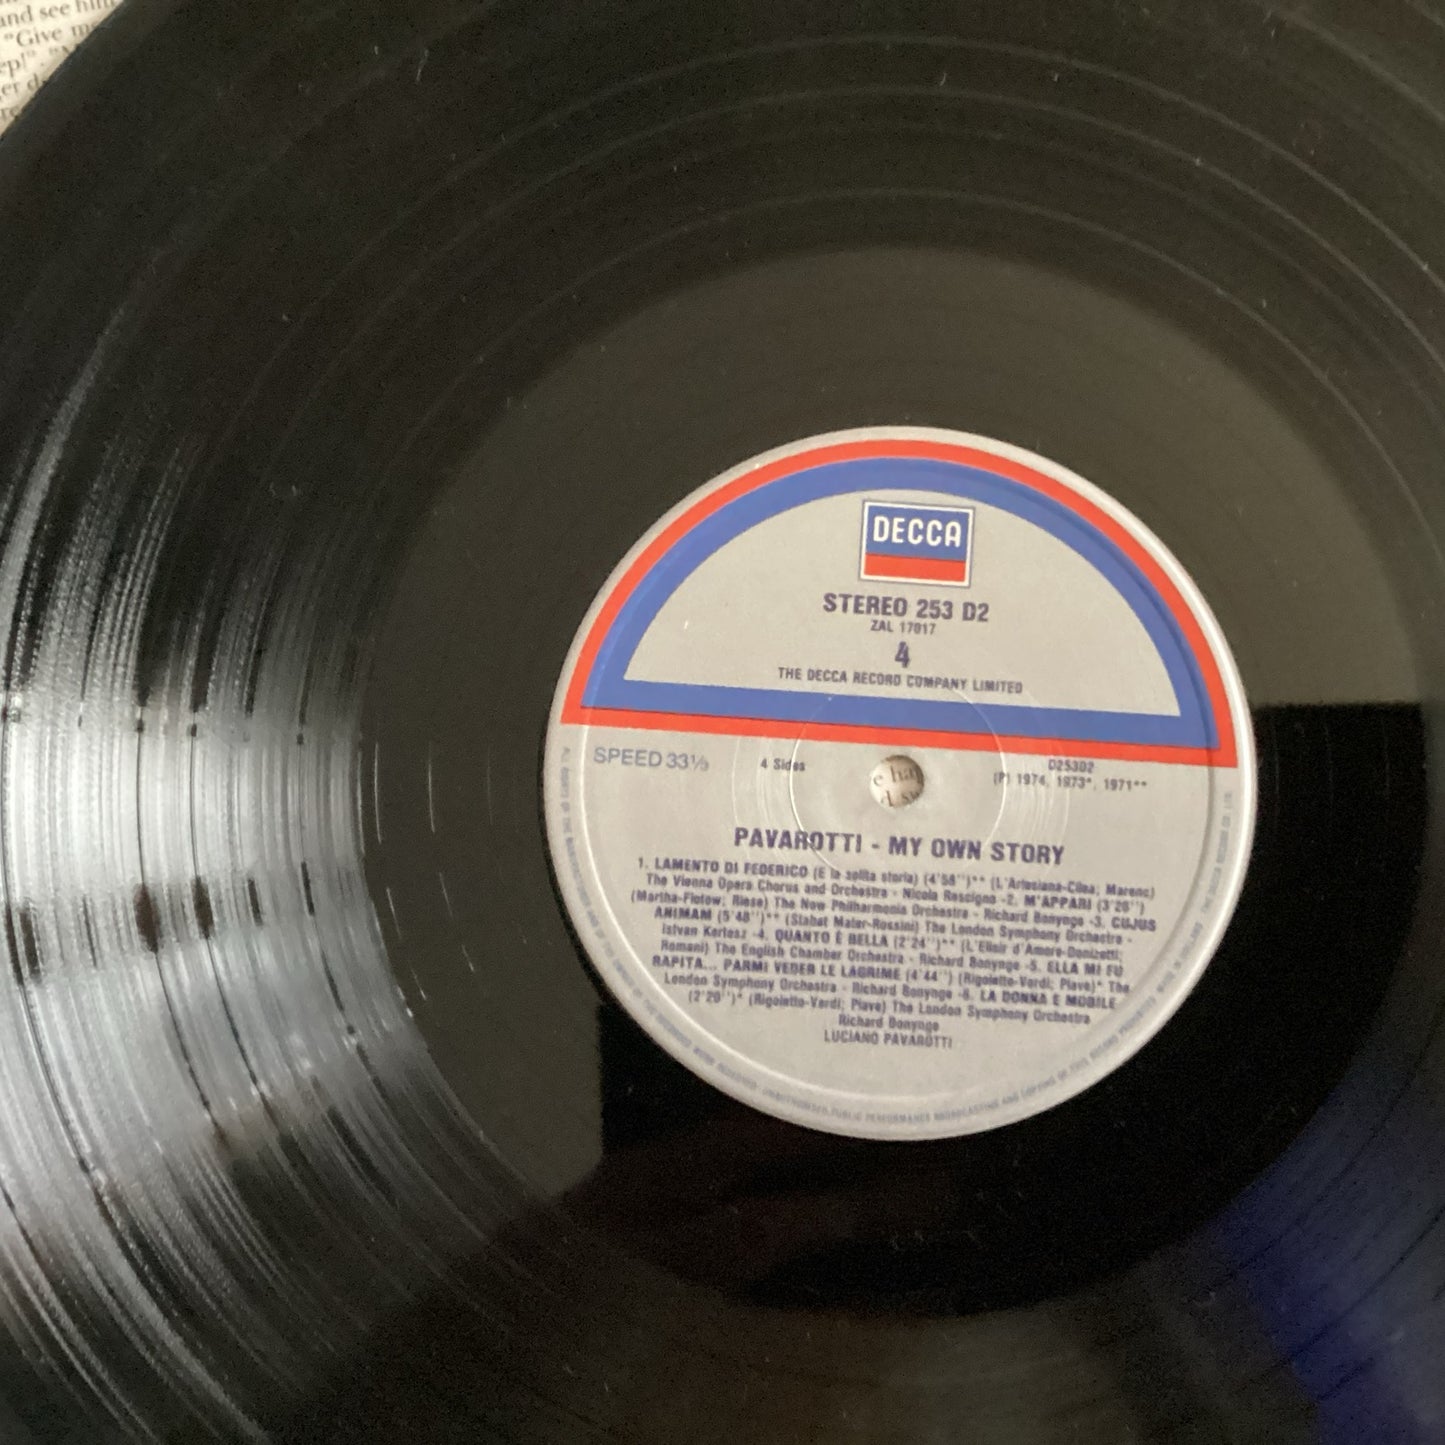 and see him
"Give me
DECCA
STEREO 253 D2
ZAL 17017
4
THE DECCA RECORD COMPANY LIMITED
SPEED 33⅓
4 Sides
D253D2
(P) 1974, 1973*, 1971**
PAVAROTTI - MY OWN STORY
1. LAMENTO DI FEDERICO (E la solita storia) (4'58'')** (L'Arlesiana-Cilea; Marenc)
The Vienna Opera Chorus and Orchestra - Nicola Rescigno -2. M'APPARI (3'20'')
(Martha-Flotow; Riese) The New Philharmonia Orchestra - Richard Bonynge -3. CUJUS
ANIMAM (5'48'')** (Stabat Mater-Rossini) The London Symphony Orchestra -
Istvan Kertesz -4. QUANTO È BELLA (2'24'')** (L'Elisir d'Amore-Donizetti;
Romani) The English Chamber Orchestra - Richard Bonynge -5. ELLA MI FU
RAPITA... PARMI VEDER LE LAGRIME (4'44'') (Rigoletto-Verdi; Piave)* The
London Symphony Orchestra - Richard Bonynge -6. LA DONNA E MOBILE
(2'20'')* (Rigoletto-Verdi; Piave) The London Symphony Orchestra
Richard Bonynge
LUCIANO PAVAROTTI